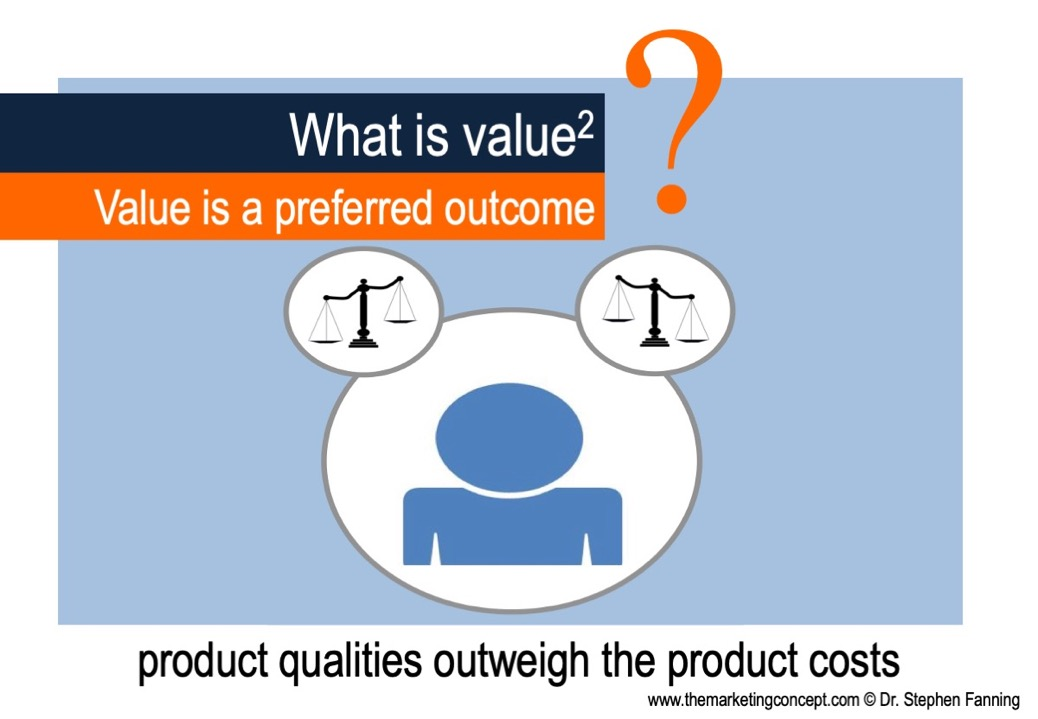 What is value²
?
Value is a preferred outcome
product qualities outweigh the product costs
www.themarketingconcept.com © Dr. Stephen Fanning